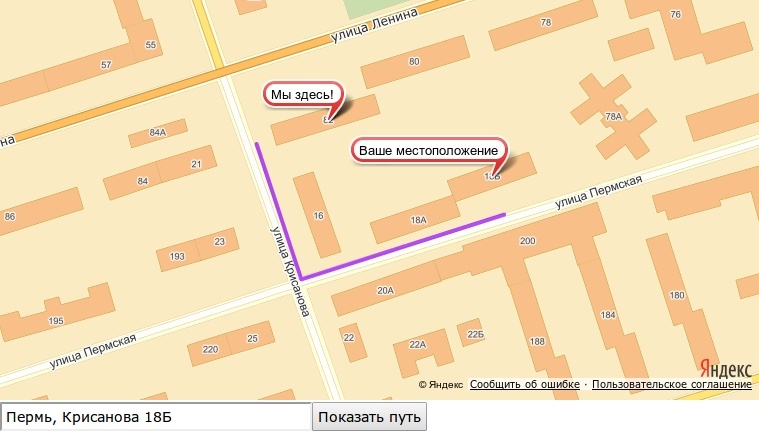 улица Ленина
78
76
55
57
80
Мы здесь!
82
78А
84А
на
Ваше местоположение
21
18Б
84
улица Пермская
86
16
18А
улица Крисанова
23
193
200
20А
180
195
184
22
22Б
188
22А
25
220
улица Пермская
Яндекс
© Яндекс Сообщить об ошибке · Пользовательское соглашение
Пермь, Крисанова 18Б
Показать путь